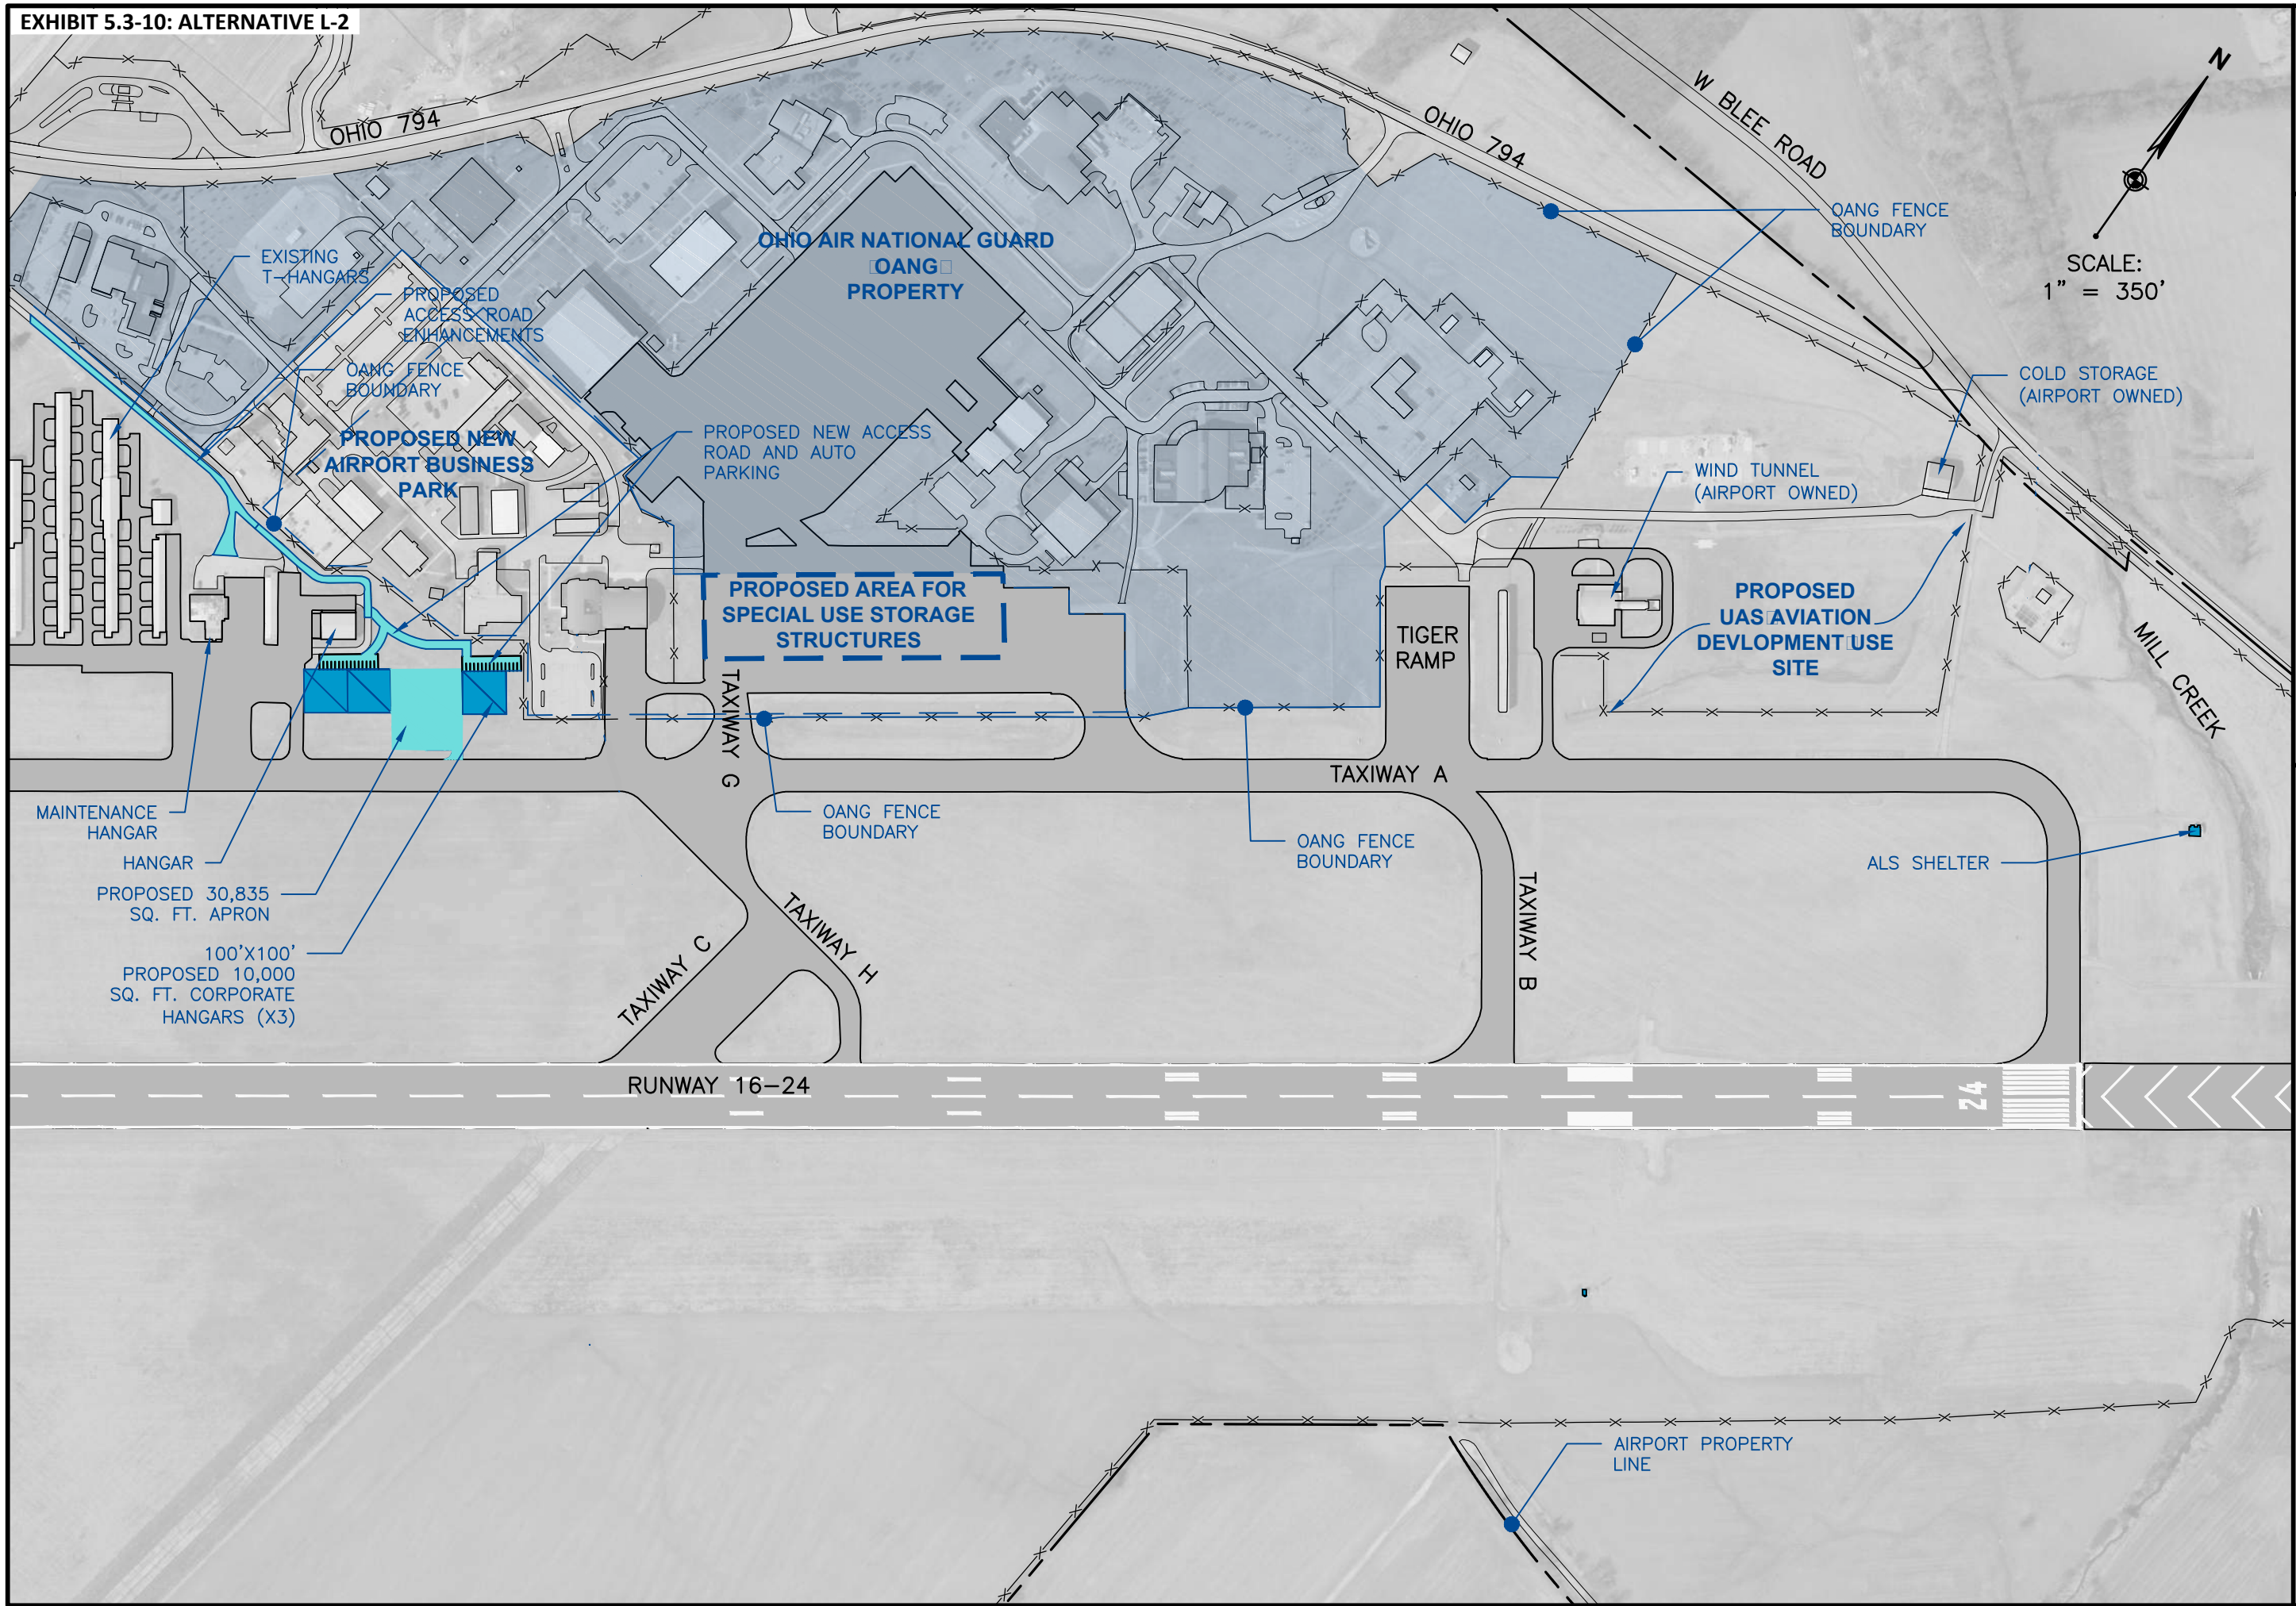 EXHIBIT 5.3-10: ALTERNATIVE L-2
N
SCALE:
1" = 350'
OHIO 794
OHIO 794
W BLEE ROAD
OANG FENCE
BOUNDARY
EXISTING
T-HANGARS
PROPOSED
ACCESS ROAD
ENHANCEMENTS
OANG FENCE
BOUNDARY
OHIO AIR NATIONAL GUARD
□OANG□
PROPERTY
COLD STORAGE
(AIRPORT OWNED)
PROPOSED NEW
AIRPORT BUSINESS
PARK
PROPOSED NEW ACCESS
ROAD AND AUTO
PARKING
WIND TUNNEL
(AIRPORT OWNED)
PROPOSED AREA FOR
SPECIAL USE STORAGE
STRUCTURES
TIGER
RAMP
PROPOSED
UAS□AVIATION
DEVLOPMENT□USE
SITE
MILL CREEK
TAXIWAY G
TAXIWAY A
MAINTENANCE
HANGAR
HANGAR
PROPOSED 30,835
SQ. FT. APRON
100'X100'
PROPOSED 10,000
SQ. FT. CORPORATE
HANGARS (X3)
OANG FENCE
BOUNDARY
OANG FENCE
BOUNDARY
ALS SHELTER
TAXIWAY C
TAXIWAY H
TAXIWAY B
RUNWAY 16-24
24
AIRPORT PROPERTY
LINE